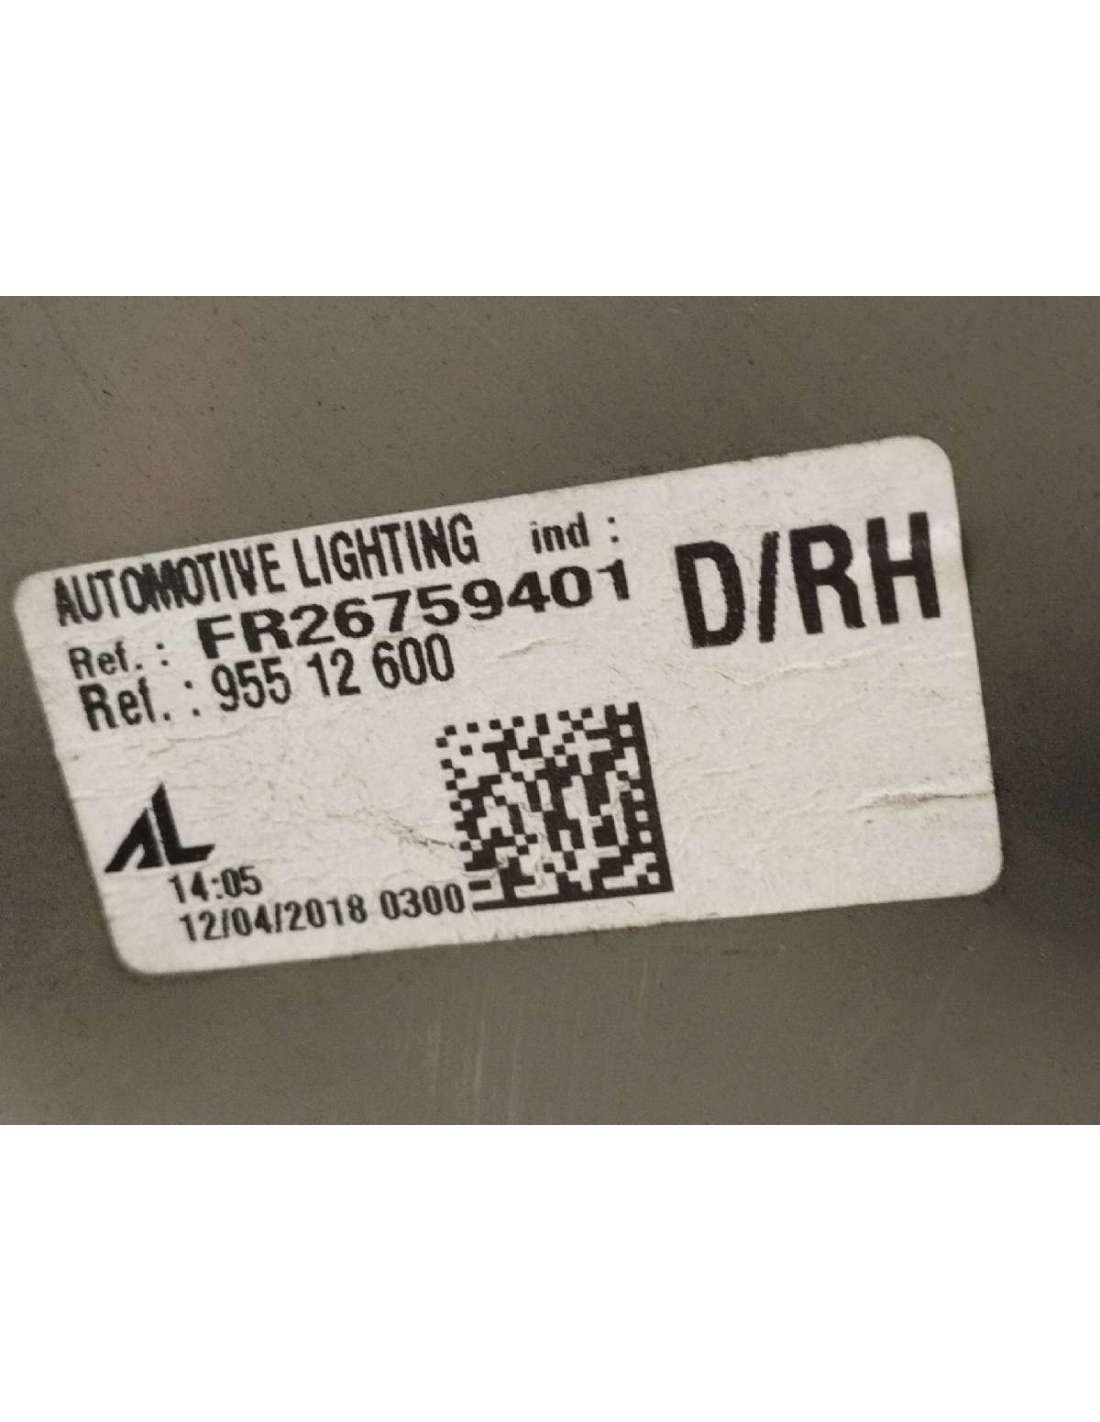 AUTOMOTIVE LIGHTING ind :
D/RH
Ref. : FR26759401
Ref. : 955 12 600
AL
14:05
12/04/2018 0300